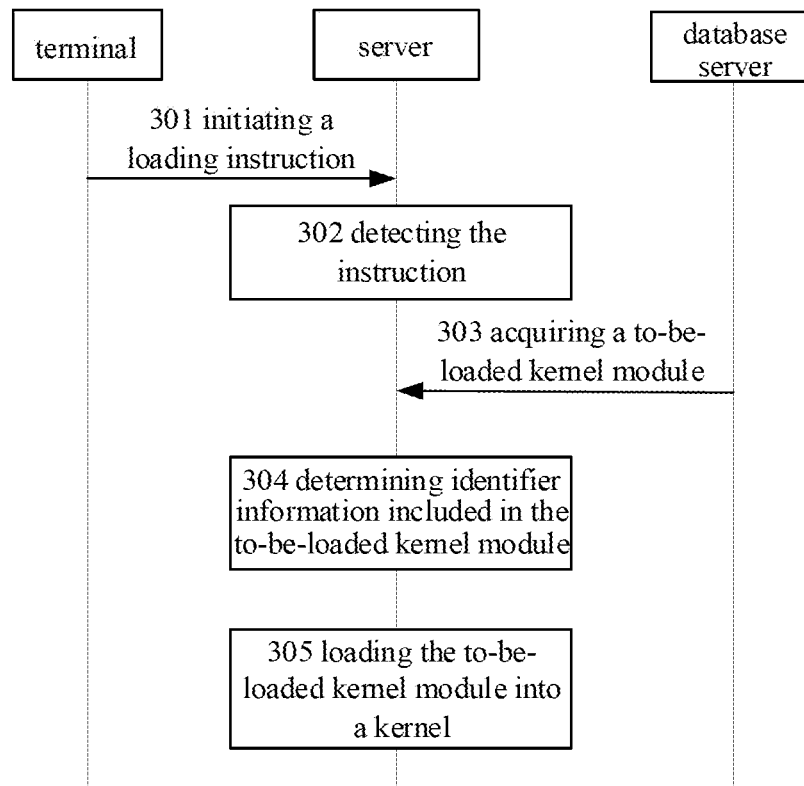 terminal
server
database
server
301 initiating a
loading instruction
302 detecting the
instruction
303 acquiring a to-be-
loaded kernel module
304 determining identifier
information included in the
to-be-loaded kernel module
305 loading the to-be-
loaded kernel module into
a kernel